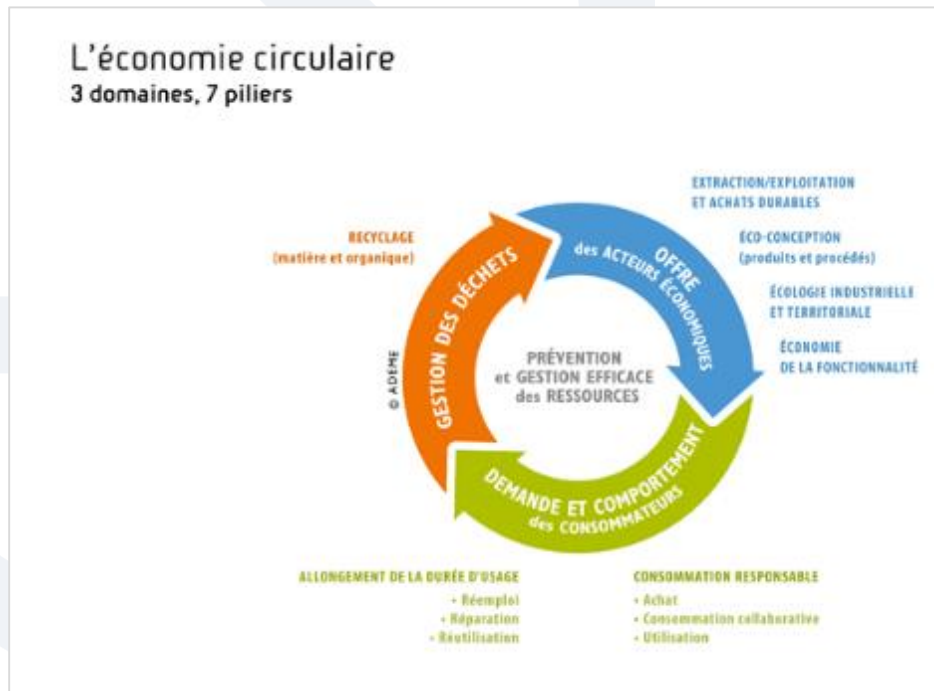 L'économie circulaire
3 domaines, 7 piliers
EXTRACTION/EXPLOITATION
ET ACHATS DURABLES
RECYCLAGE
(matière et organique)
ÉCO-CONCEPTION
(produits et procédés)
ÉCOLOGIE INDUSTRIELLE
ET TERRITORIALE
ÉCONOMIE
DE LA FONCTIONNALITÉ
OFFRE
des ACTEURS ÉCONOMIQUES
GESTION DES DÉCHETS
© ADEME
PRÉVENTION
et GESTION EFFICACE
des RESSOURCES
DEMANDE ET COMPORTEMENT
des CONSOMMATEURS
ALLONGEMENT DE LA DURÉE D'USAGE
• Réemploi
• Réparation
• Réutilisation
CONSOMMATION RESPONSABLE
• Achat
• Consommation collaborative
• Utilisation